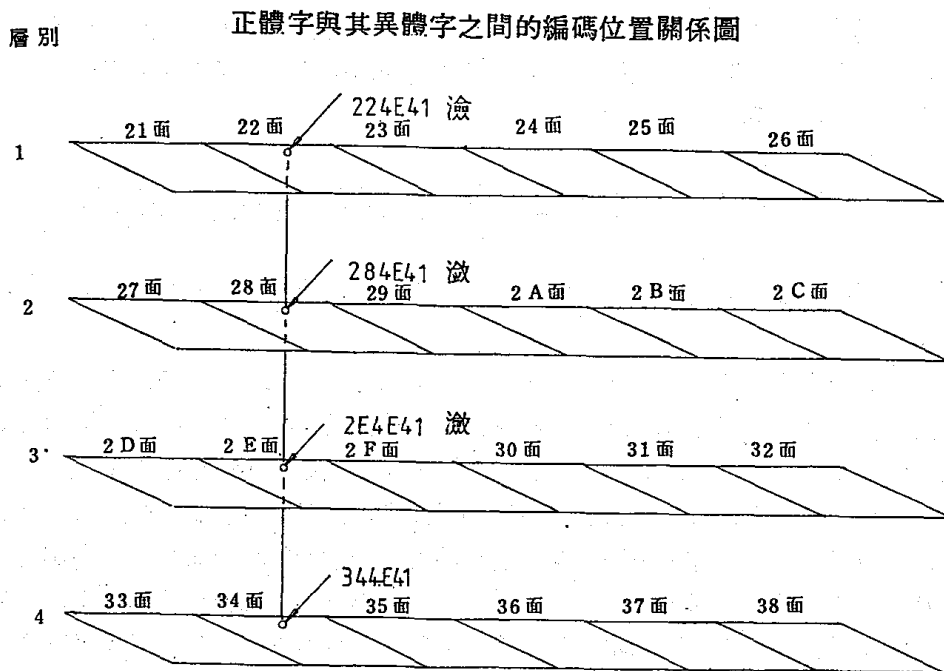 正體字與其異體字之間的編碼位置關係圖
層別
224E41 澰
21面 22面 23面 24面 25面 26面
1
284E41 澂
27面 28面 29面 2A面 2B面 2C面
2
2E4E41 瀲
2D面 2E面 2F面 30面 31面 32面
3
344E41
33面 34面 35面 36面 37面 38面
4